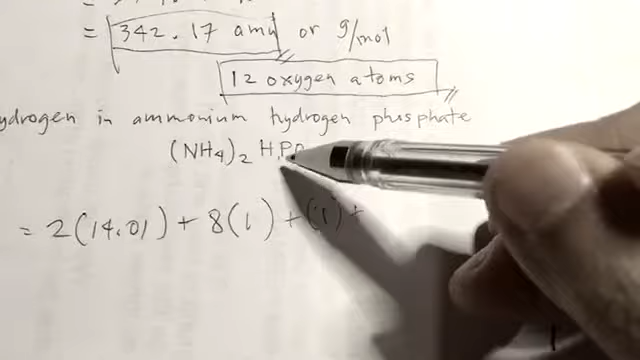 = 342.17 amu or g/mol
12 oxygen atoms
ydrogen in ammonium hydrogen phosphate
(NH4)2 HP
= 2(14.01) + 8(1) + (1) +